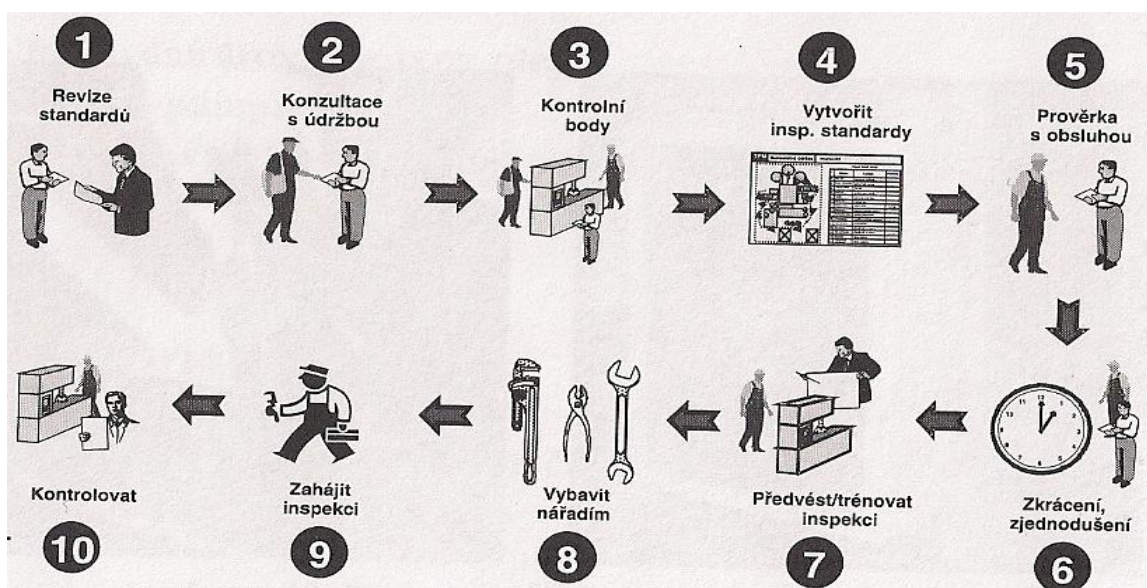 1
Revize
standardů
2
Konzultace
s údržbou
3
Kontrolní
body
4
Vytvořit
insp. standardy
5
Prověrka
s obsluhou
Zkrácení,
zjednodušení
6
Předvést/trénovat
inspekci
7
Vybavit
nářadím
8
Zahájit
inspekci
9
Kontrolovat
10